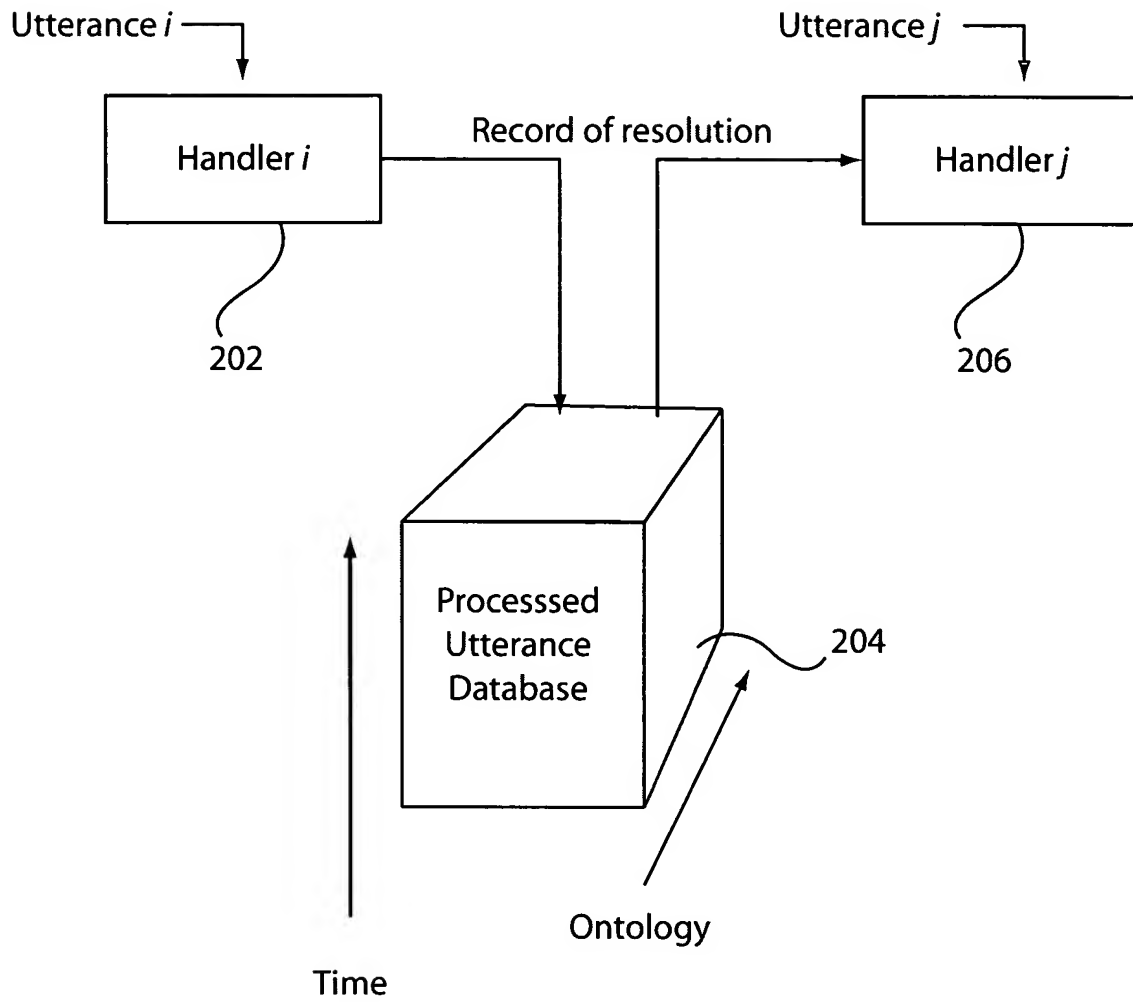 Utterance i
Utterance j
Record of resolution
Handler i
Handler j
202
206
Processsed
Utterance
Database
204
Ontology
Time